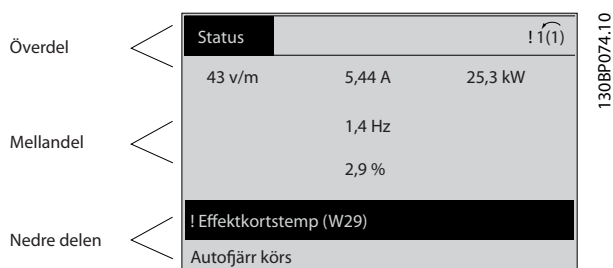 Överdel
Status
! 1(1)
43 v/m 5,44 A 25,3 kW
Mellandel
1,4 Hz
2,9 %
! Effektkortstemp (W29)
Nedre delen
Autofjärr körs
130BP074.10